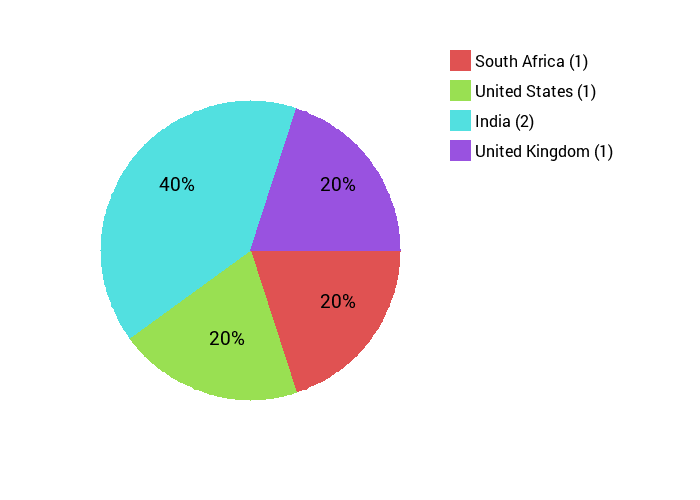 South Africa (1)
United States (1)
India (2)
United Kingdom (1)
40%
20%
20%
20%